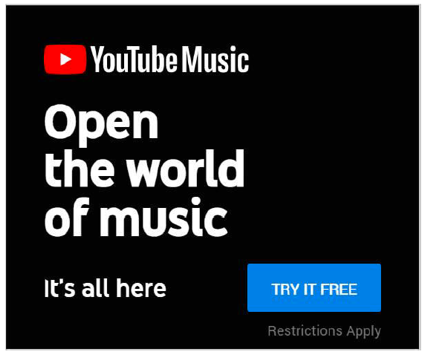 YouTube Music
Open
the world
of music
It's all here
TRY IT FREE
Restrictions Apply